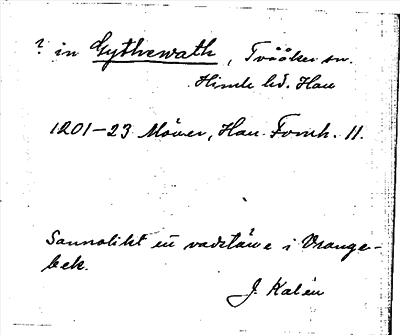 ? in Gythewath, Tvååker sn.
Himle hd. Hall
1201–23 Möller, Hall. Fornh. 11.
Sannolikt en vadställe i Vrange-
bek.
J. Kalén